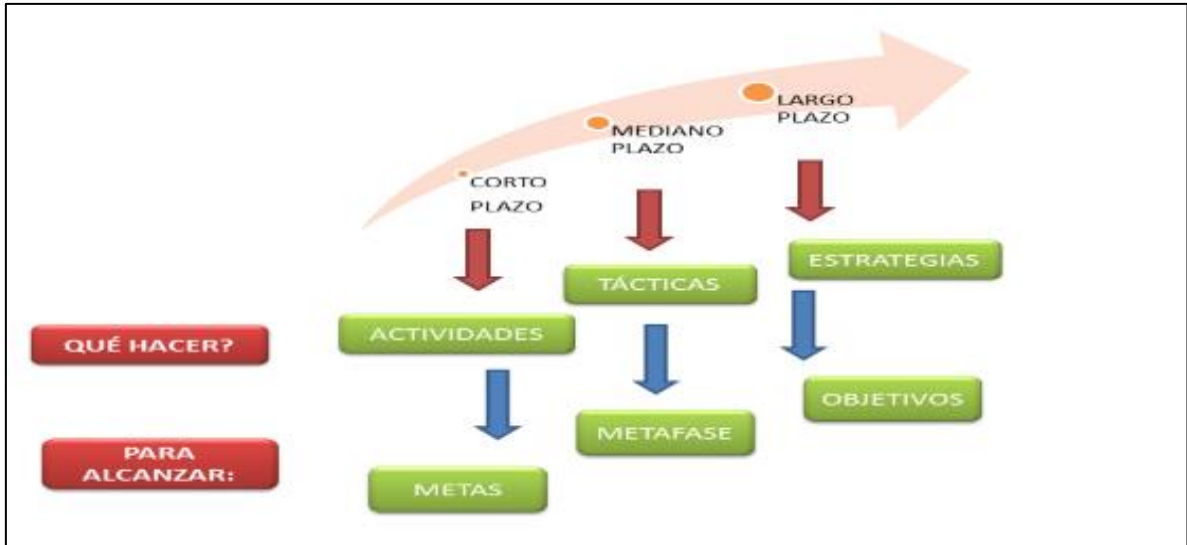 LARGO
PLAZO
MEDIANO
PLAZO
CORTO
PLAZO
ESTRATEGIAS
TÁCTICAS
ACTIVIDADES
QUÉ HACER?
OBJETIVOS
METAFASE
PARA
ALCANZAR:
METAS